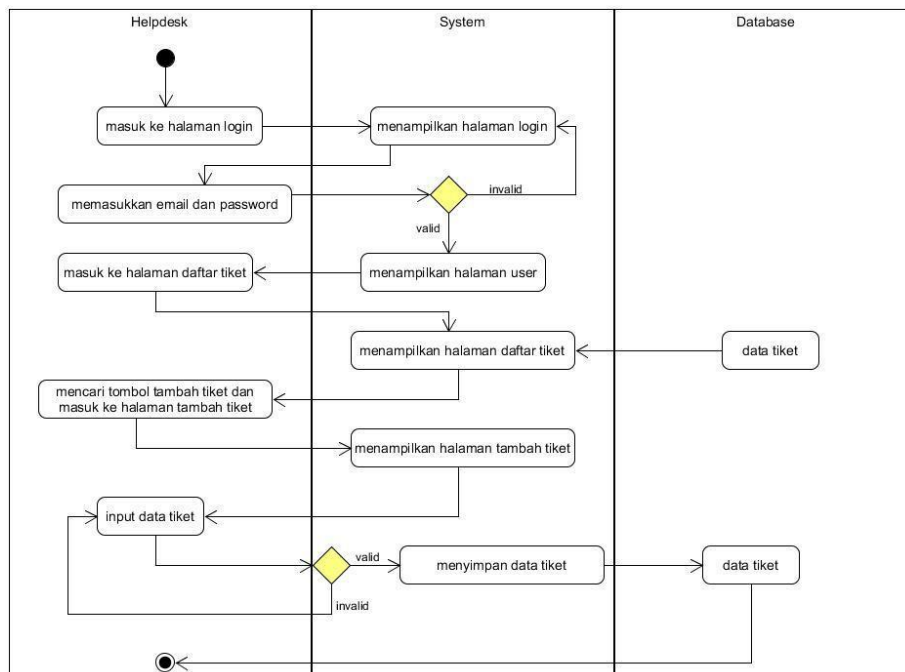 Helpdesk
System
Database
masuk ke halaman login
menampilkan halaman login
memasukkan email dan password
invalid
valid
masuk ke halaman daftar tiket
menampilkan halaman user
menampilkan halaman daftar tiket
data tiket
mencari tombol tambah tiket dan
masuk ke halaman tambah tiket
menampilkan halaman tambah tiket
input data tiket
valid
menyimpan data tiket
data tiket
invalid